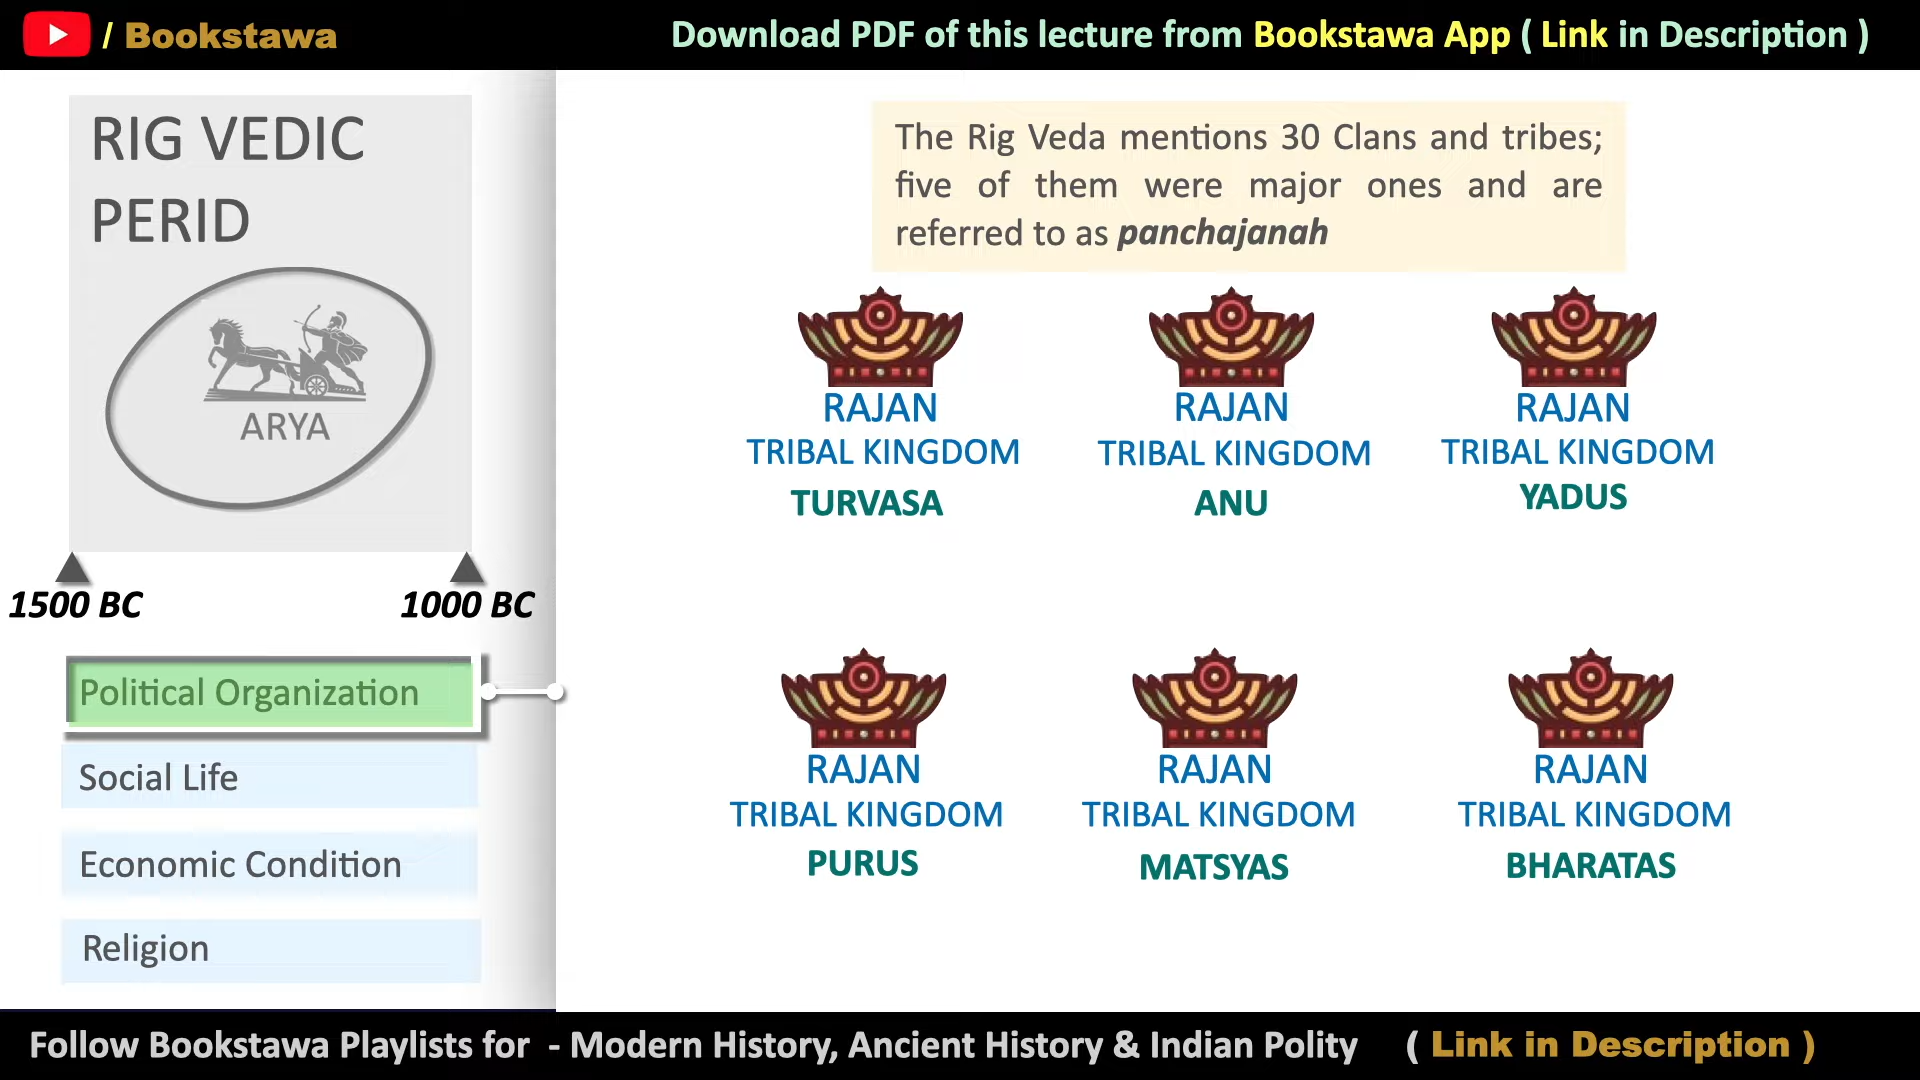 / Bookstawa
Download PDF of this lecture from Bookstawa App ( Link in Description )
RIG VEDIC
PERID
ARYA
1500 BC
1000 BC
Political Organization
Social Life
Economic Condition
Religion
The Rig Veda mentions 30 Clans and tribes;
five of them were major ones and are
referred to as panchajanah
RAJAN
TRIBAL KINGDOM
TURVASA
RAJAN
TRIBAL KINGDOM
ANU
RAJAN
TRIBAL KINGDOM
YADUS
RAJAN
TRIBAL KINGDOM
PURUS
RAJAN
TRIBAL KINGDOM
MATSYAS
RAJAN
TRIBAL KINGDOM
BHARATAS
Follow Bookstawa Playlists for - Modern History, Ancient History & Indian Polity ( Link in Description )